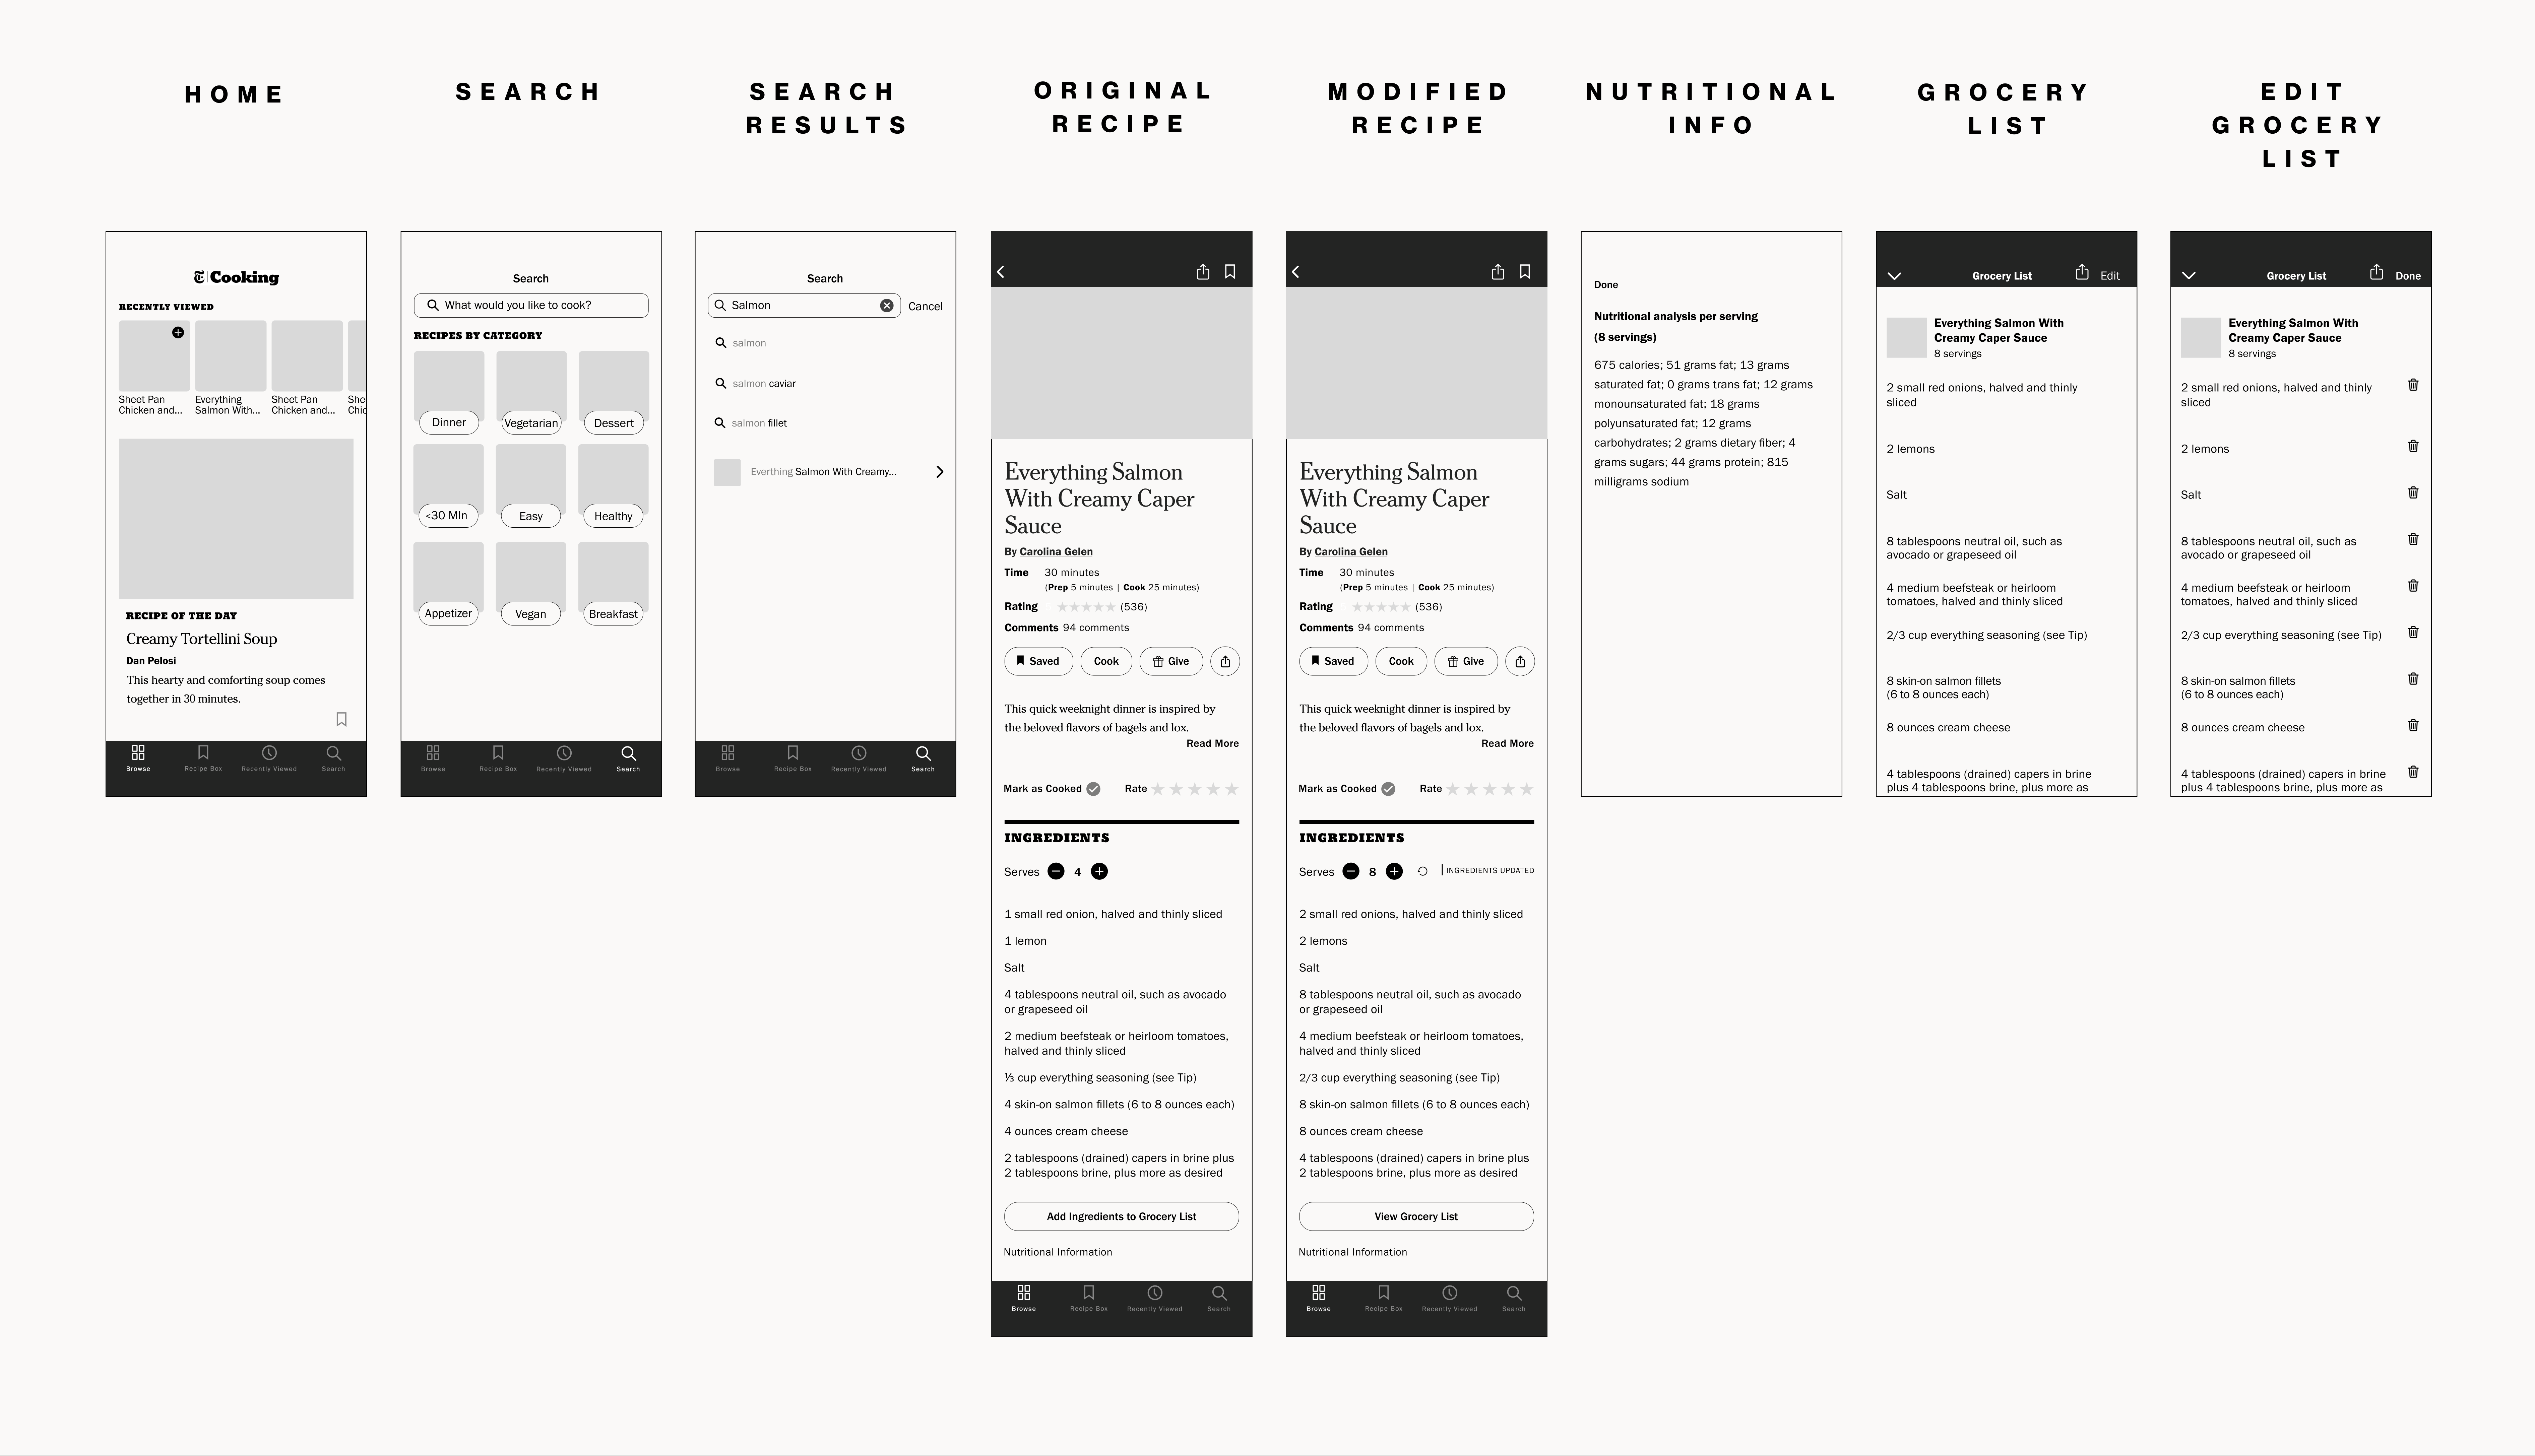 HOME
SEARCH
SEARCH
RESULTS
ORIGINAL
RECIPE
MODIFIED
RECIPE
NUTRITIONAL
INFO
GROCERY
LIST
EDIT
GROCERY
LIST
T Cooking
RECENTLY VIEWED
Sheet Pan
Chicken and...
Everything
Salmon With...
Sheet Pan
Chicken and...
She
Chic
RECIPE OF THE DAY
Creamy Tortellini Soup
Dan Pelosi
This hearty and comforting soup comes
together in 30 minutes.
Browse
Recipe Box
Recently Viewed
Search
Search
What would you like to cook?
RECIPES BY CATEGORY
Dinner
Vegetarian
Dessert
<30 MIn
Easy
Healthy
Appetizer
Vegan
Breakfast
Browse
Recipe Box
Recently Viewed
Search
Search
Salmon
Cancel
salmon
salmon caviar
salmon fillet
Everthing Salmon With Creamy...
Browse
Recipe Box
Recently Viewed
Search
Everything Salmon
With Creamy Caper
Sauce
By Carolina Gelen
Time 30 minutes
(Prep 5 minutes | Cook 25 minutes)
Rating (536)
Comments 94 comments
Saved
Cook
Give
This quick weeknight dinner is inspired by
the beloved flavors of bagels and lox.
Read More
Mark as Cooked
Rate
INGREDIENTS
Serves 4
1 small red onion, halved and thinly sliced
1 lemon
Salt
4 tablespoons neutral oil, such as avocado
or grapeseed oil
2 medium beefsteak or heirloom tomatoes,
halved and thinly sliced
⅓ cup everything seasoning (see Tip)
4 skin-on salmon fillets (6 to 8 ounces each)
4 ounces cream cheese
2 tablespoons (drained) capers in brine plus
2 tablespoons brine, plus more as desired
Add Ingredients to Grocery List
Nutritional Information
Browse
Recipe Box
Recently Viewed
Search
Everything Salmon
With Creamy Caper
Sauce
By Carolina Gelen
Time 30 minutes
(Prep 5 minutes | Cook 25 minutes)
Rating (536)
Comments 94 comments
Saved
Cook
Give
This quick weeknight dinner is inspired by
the beloved flavors of bagels and lox.
Read More
Mark as Cooked
Rate
INGREDIENTS
Serves 8
INGREDIENTS UPDATED
2 small red onions, halved and thinly sliced
2 lemons
Salt
8 tablespoons neutral oil, such as avocado
or grapeseed oil
4 medium beefsteak or heirloom tomatoes,
halved and thinly sliced
2/3 cup everything seasoning (see Tip)
8 skin-on salmon fillets (6 to 8 ounces each)
8 ounces cream cheese
4 tablespoons (drained) capers in brine plus
2 tablespoons brine, plus more as desired
View Grocery List
Nutritional Information
Browse
Recipe Box
Recently Viewed
Search
Done
Nutritional analysis per serving
(8 servings)
675 calories; 51 grams fat; 13 grams
saturated fat; 0 grams trans fat; 12 grams
monounsaturated fat; 18 grams
polyunsaturated fat; 12 grams
carbohydrates; 2 grams dietary fiber; 4
grams sugars; 44 grams protein; 815
milligrams sodium
Grocery List
Edit
Everything Salmon With
Creamy Caper Sauce
8 servings
2 small red onions, halved and thinly
sliced
2 lemons
Salt
8 tablespoons neutral oil, such as
avocado or grapeseed oil
4 medium beefsteak or heirloom
tomatoes, halved and thinly sliced
2/3 cup everything seasoning (see Tip)
8 skin-on salmon fillets
(6 to 8 ounces each)
8 ounces cream cheese
4 tablespoons (drained) capers in brine
plus 4 tablespoons brine, plus more as
Grocery List
Done
Everything Salmon With
Creamy Caper Sauce
8 servings
2 small red onions, halved and thinly
sliced
2 lemons
Salt
8 tablespoons neutral oil, such as
avocado or grapeseed oil
4 medium beefsteak or heirloom
tomatoes, halved and thinly sliced
2/3 cup everything seasoning (see Tip)
8 skin-on salmon fillets
(6 to 8 ounces each)
8 ounces cream cheese
4 tablespoons (drained) capers in brine
plus 4 tablespoons brine, plus more as